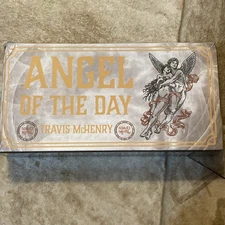 ANGEL
OF THE DAY
TRAVIS McHENRY